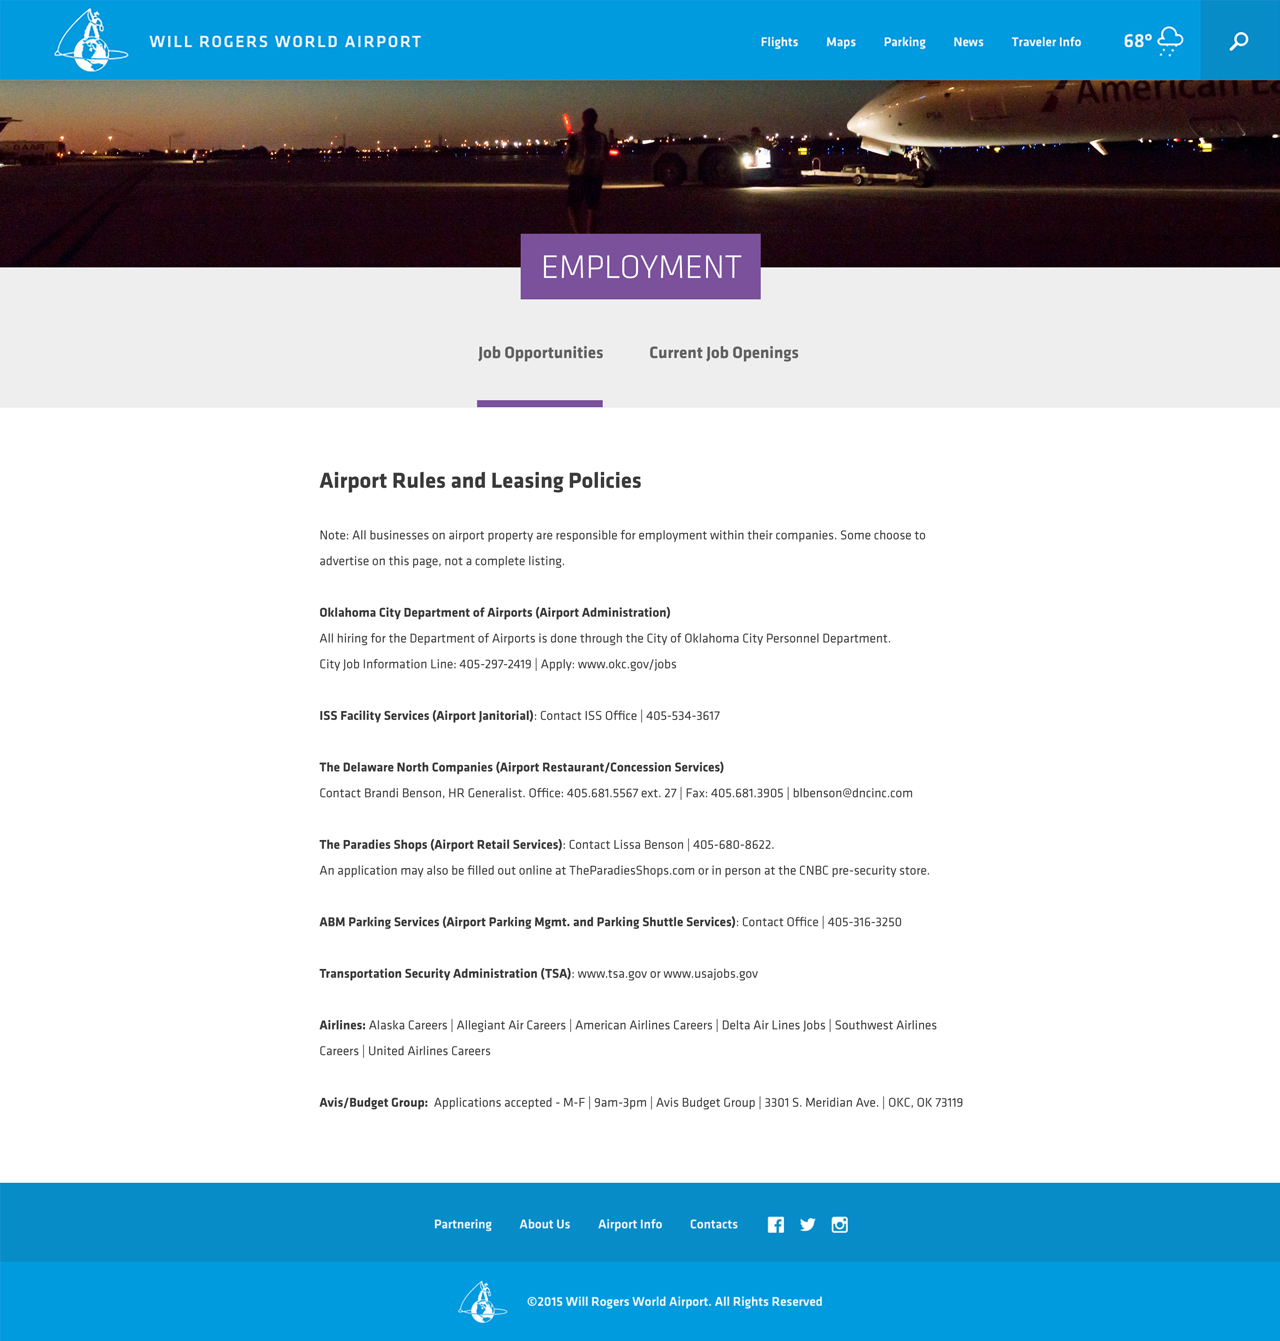 WILL ROGERS WORLD AIRPORT
Flights Maps Parking News Traveler Info 68°
American Ea
EMPLOYMENT
Job Opportunities Current Job Openings
Airport Rules and Leasing Policies
Note: All businesses on airport property are responsible for employment within their companies. Some choose to
advertise on this page, not a complete listing.
Oklahoma City Department of Airports (Airport Administration)
All hiring for the Department of Airports is done through the City of Oklahoma City Personnel Department.
City Job Information Line: 405-297-2419 | Apply: www.okc.gov/jobs
ISS Facility Services (Airport Janitorial): Contact ISS Office | 405-534-3617
The Delaware North Companies (Airport Restaurant/Concession Services)
Contact Brandi Benson, HR Generalist. Office: 405.681.5567 ext. 27 | Fax: 405.681.3905 | blbenson@dncinc.com
The Paradies Shops (Airport Retail Services): Contact Lissa Benson | 405-680-8622.
An application may also be filled out online at TheParadiesShops.com or in person at the CNBC pre-security store.
ABM Parking Services (Airport Parking Mgmt. and Parking Shuttle Services): Contact Office | 405-316-3250
Transportation Security Administration (TSA): www.tsa.gov or www.usajobs.gov
Airlines: Alaska Careers | Allegiant Air Careers | American Airlines Careers | Delta Air Lines Jobs | Southwest Airlines
Careers | United Airlines Careers
Avis/Budget Group: Applications accepted - M-F | 9am-3pm | Avis Budget Group | 3301 S. Meridian Ave. | OKC, OK 73119
Partnering About Us Airport Info Contacts
©2015 Will Rogers World Airport. All Rights Reserved